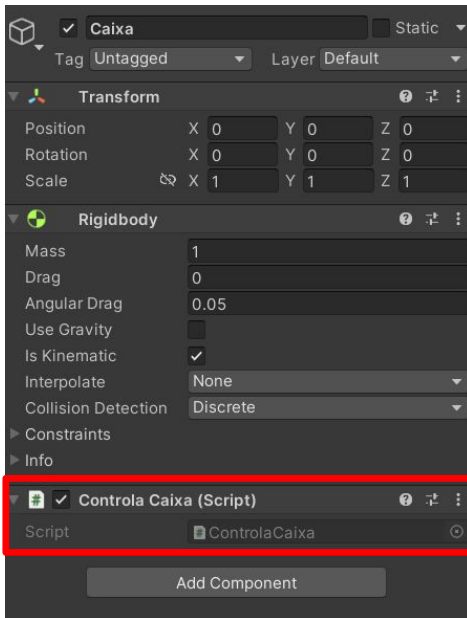 Caixa Static
Tag Untagged Layer Default
Transform
Position X 0 Y 0 Z 0
Rotation X 0 Y 0 Z 0
Scale X 1 Y 1 Z 1
Rigidbody
Mass 1
Drag 0
Angular Drag 0.05
Use Gravity
Is Kinematic
Interpolate None
Collision Detection Discrete
Constraints
Info
# Controla Caixa (Script)
Script ControlaCaixa
Add Component